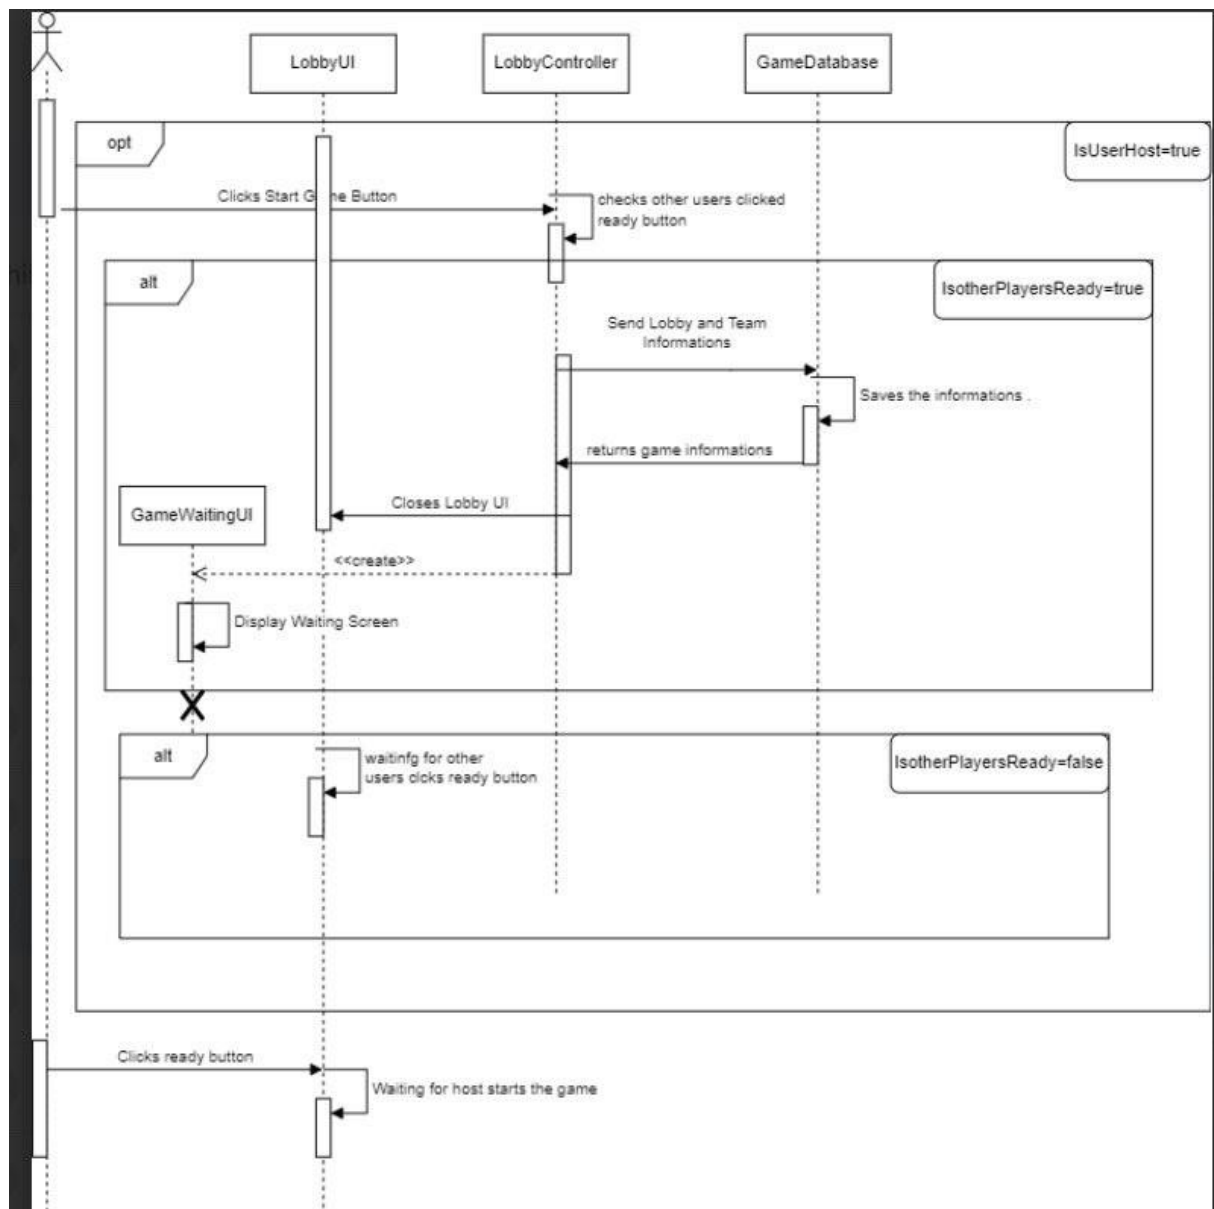 LobbyUI
LobbyController
GameDatabase
opt
IsUserHost=true
Clicks Start G me Button
checks other users clicked
ready button
alt
IsotherPlayersReady=true
Send Lobby and Team
Informations
Saves the informations .
returns game informations
Closes Lobby UI
GameWaitingUI
<<create>>
Display Waiting Screen
alt
waitinfg for other
users clcks ready button
IsotherPlayersReady=false
Clicks ready button
Waiting for host starts the game